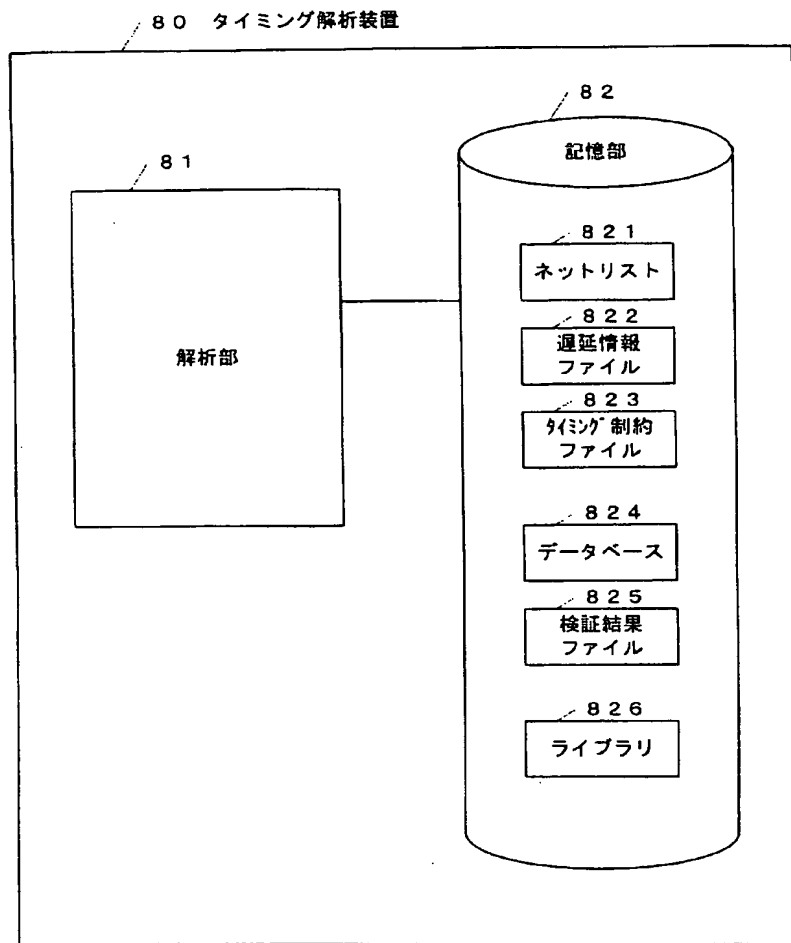 ８０　タイミング解析装置
８１
解析部
８２
記憶部
８２１
ネットリスト
８２２
遅延情報
ファイル
８２３
ﾀｲﾐﾝｸﾞ制約
ファイル
８２４
データベース
８２５
検証結果
ファイル
８２６
ライブラリ